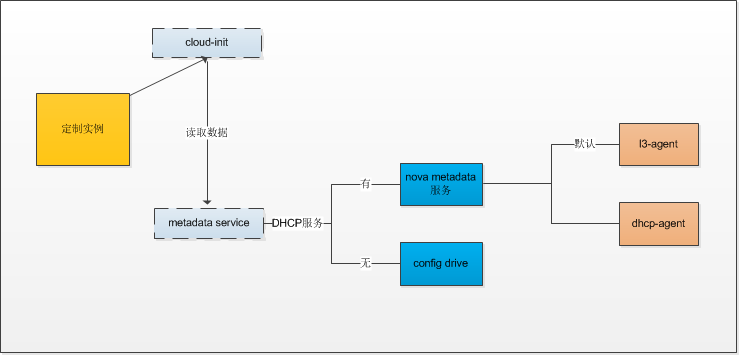 cloud-init
定制实例
读取数据
metadata service
DHCP服务
有
无
nova metadata
服务
config drive
默认
l3-agent
dhcp-agent